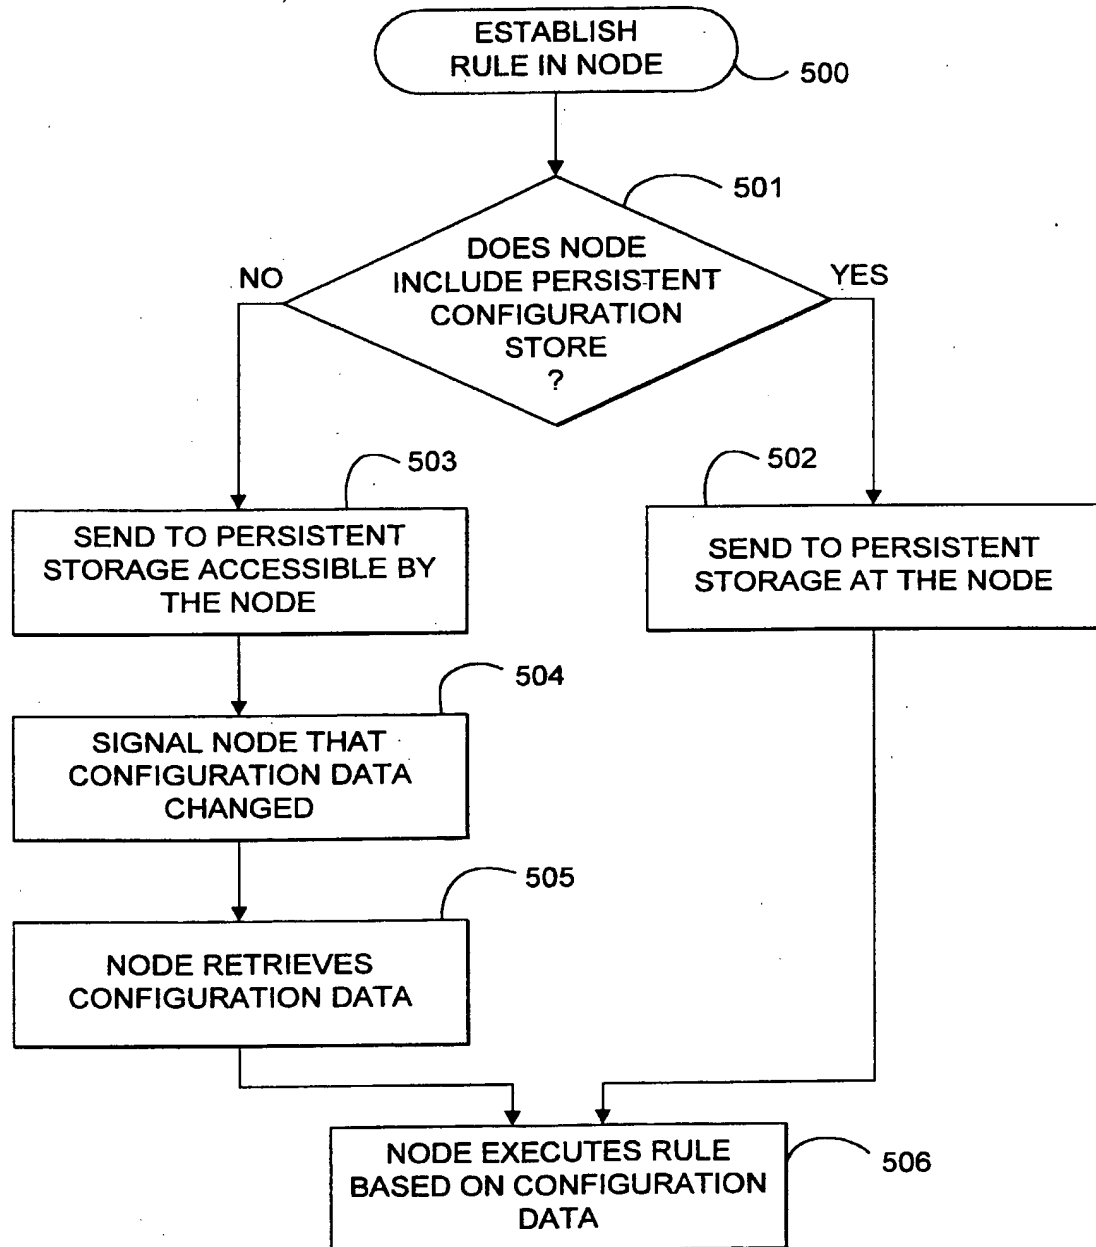 ESTABLISH
RULE IN NODE
500
501
DOES NODE
INCLUDE PERSISTENT
CONFIGURATION
STORE
?
NO
YES
503
502
SEND TO PERSISTENT
STORAGE ACCESSIBLE BY
THE NODE
SEND TO PERSISTENT
STORAGE AT THE NODE
504
SIGNAL NODE THAT
CONFIGURATION DATA
CHANGED
505
NODE RETRIEVES
CONFIGURATION DATA
NODE EXECUTES RULE
BASED ON CONFIGURATION
DATA
506